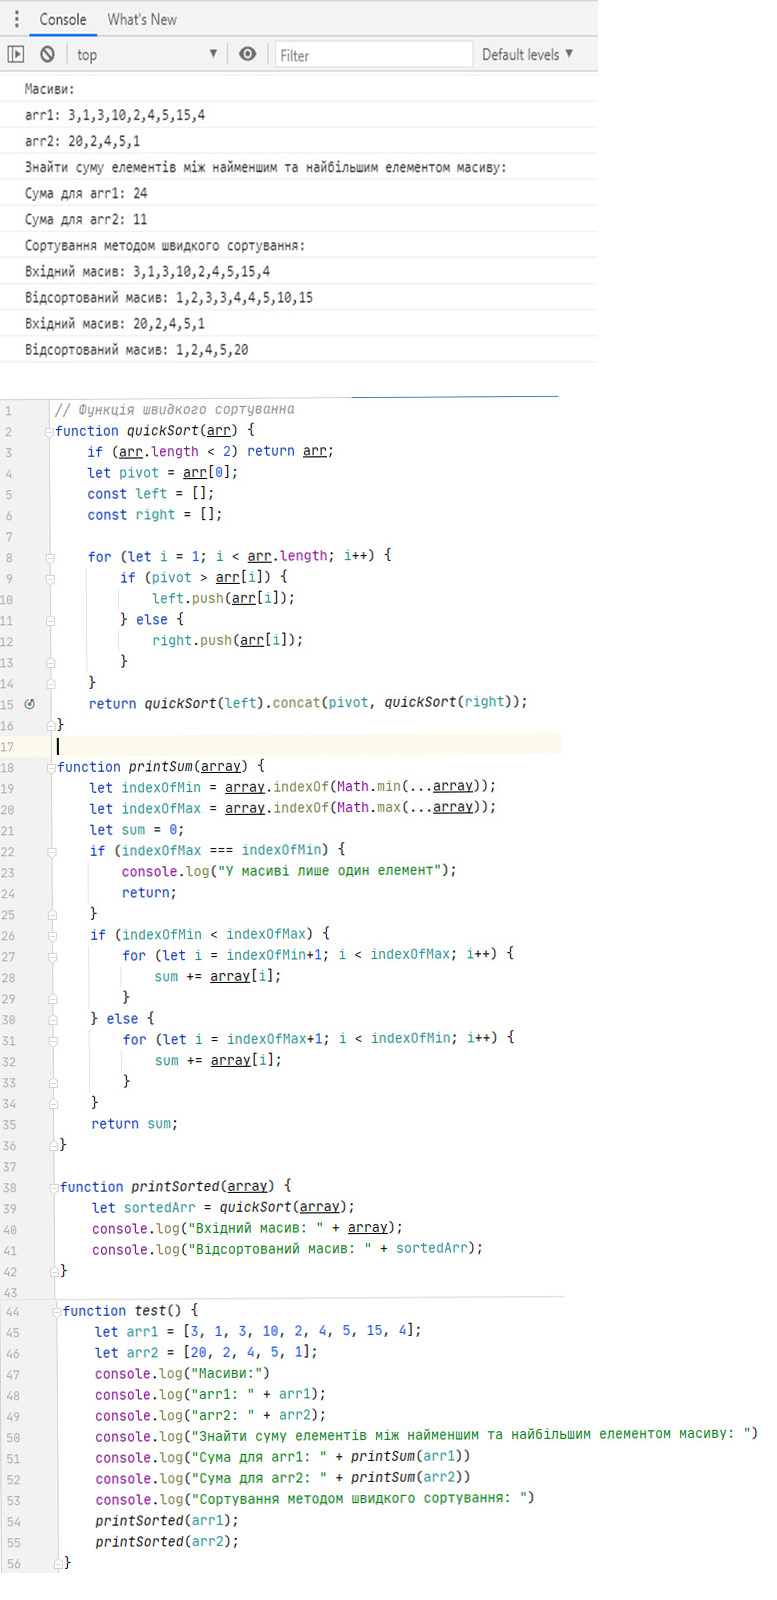 Console What's New
top Filter Default levels
Масиви:
arr1: 3,1,3,10,2,4,5,15,4
arr2: 20,2,4,5,1
Знайти суму елементів між найменшим та найбільшим елементом масиву:
Сума для arr1: 24
Сума для arr2: 11
Сортування методом швидкого сортування:
Вхідний масив: 3,1,3,10,2,4,5,15,4
Відсортований масив: 1,2,3,3,4,4,5,10,15
Вхідний масив: 20,2,4,5,1
Відсортований масив: 1,2,4,5,20
1 // Функція швидкого сортуванна
2 function quickSort(arr) {
3 if (arr.length < 2) return arr;
4 let pivot = arr[0];
5 const left = [];
6 const right = [];
7
8 for (let i = 1; i < arr.length; i++) {
9 if (pivot > arr[i]) {
10 left.push(arr[i]);
11 } else {
12 right.push(arr[i]);
13 }
14 }
15 return quickSort(left).concat(pivot, quickSort(right));
16 }
17
18 function printSum(array) {
19 let indexOfMin = array.indexOf(Math.min(...array));
20 let indexOfMax = array.indexOf(Math.max(...array));
21 let sum = 0;
22 if (indexOfMax === indexOfMin) {
23 console.log("У масиві лише один елемент");
24 return;
25 }
26 if (indexOfMin < indexOfMax) {
27 for (let i = indexOfMin+1; i < indexOfMax; i++) {
28 sum += array[i];
29 }
30 } else {
31 for (let i = indexOfMax+1; i < indexOfMin; i++) {
32 sum += array[i];
33 }
34 }
35 return sum;
36 }
37
38 function printSorted(array) {
39 let sortedArr = quickSort(array);
40 console.log("Вхідний масив: " + array);
41 console.log("Відсортований масив: " + sortedArr);
42 }
43
44 function test() {
45 let arr1 = [3, 1, 3, 10, 2, 4, 5, 15, 4];
46 let arr2 = [20, 2, 4, 5, 1];
47 console.log("Масиви:")
48 console.log("arr1: " + arr1);
49 console.log("arr2: " + arr2);
50 console.log("Знайти суму елементів між найменшим та найбільшим елементом масиву: ")
51 console.log("Сума для arr1: " + printSum(arr1))
52 console.log("Сума для arr2: " + printSum(arr2))
53 console.log("Сортування методом швидкого сортування: ")
54 printSorted(arr1);
55 printSorted(arr2);
56 }